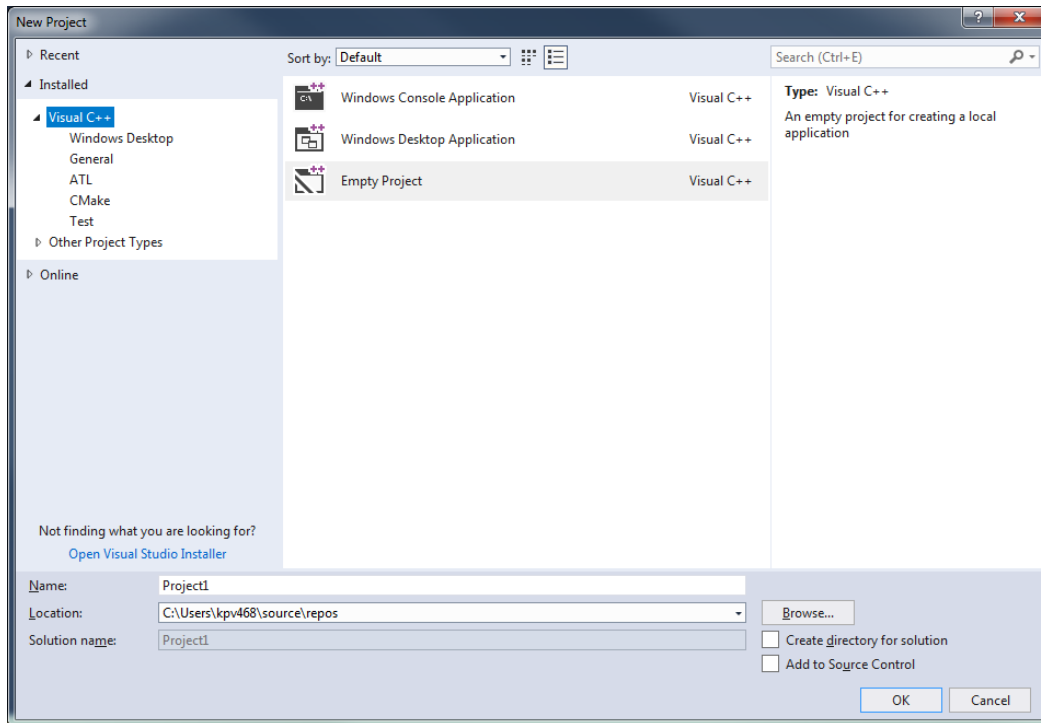 New Project
Recent
Installed
Visual C++
Windows Desktop
General
ATL
CMake
Test
Other Project Types
Online
Not finding what you are looking for?
Open Visual Studio Installer
Sort by: Default
Windows Console Application Visual C++
Windows Desktop Application Visual C++
Empty Project Visual C++
Search (Ctrl+E)
Type: Visual C++
An empty project for creating a local
application
Name: Project1
Location: C:\Users\kpv468\source\repos Browse...
Solution name: Project1 Create directory for solution
Add to Source Control
OK Cancel